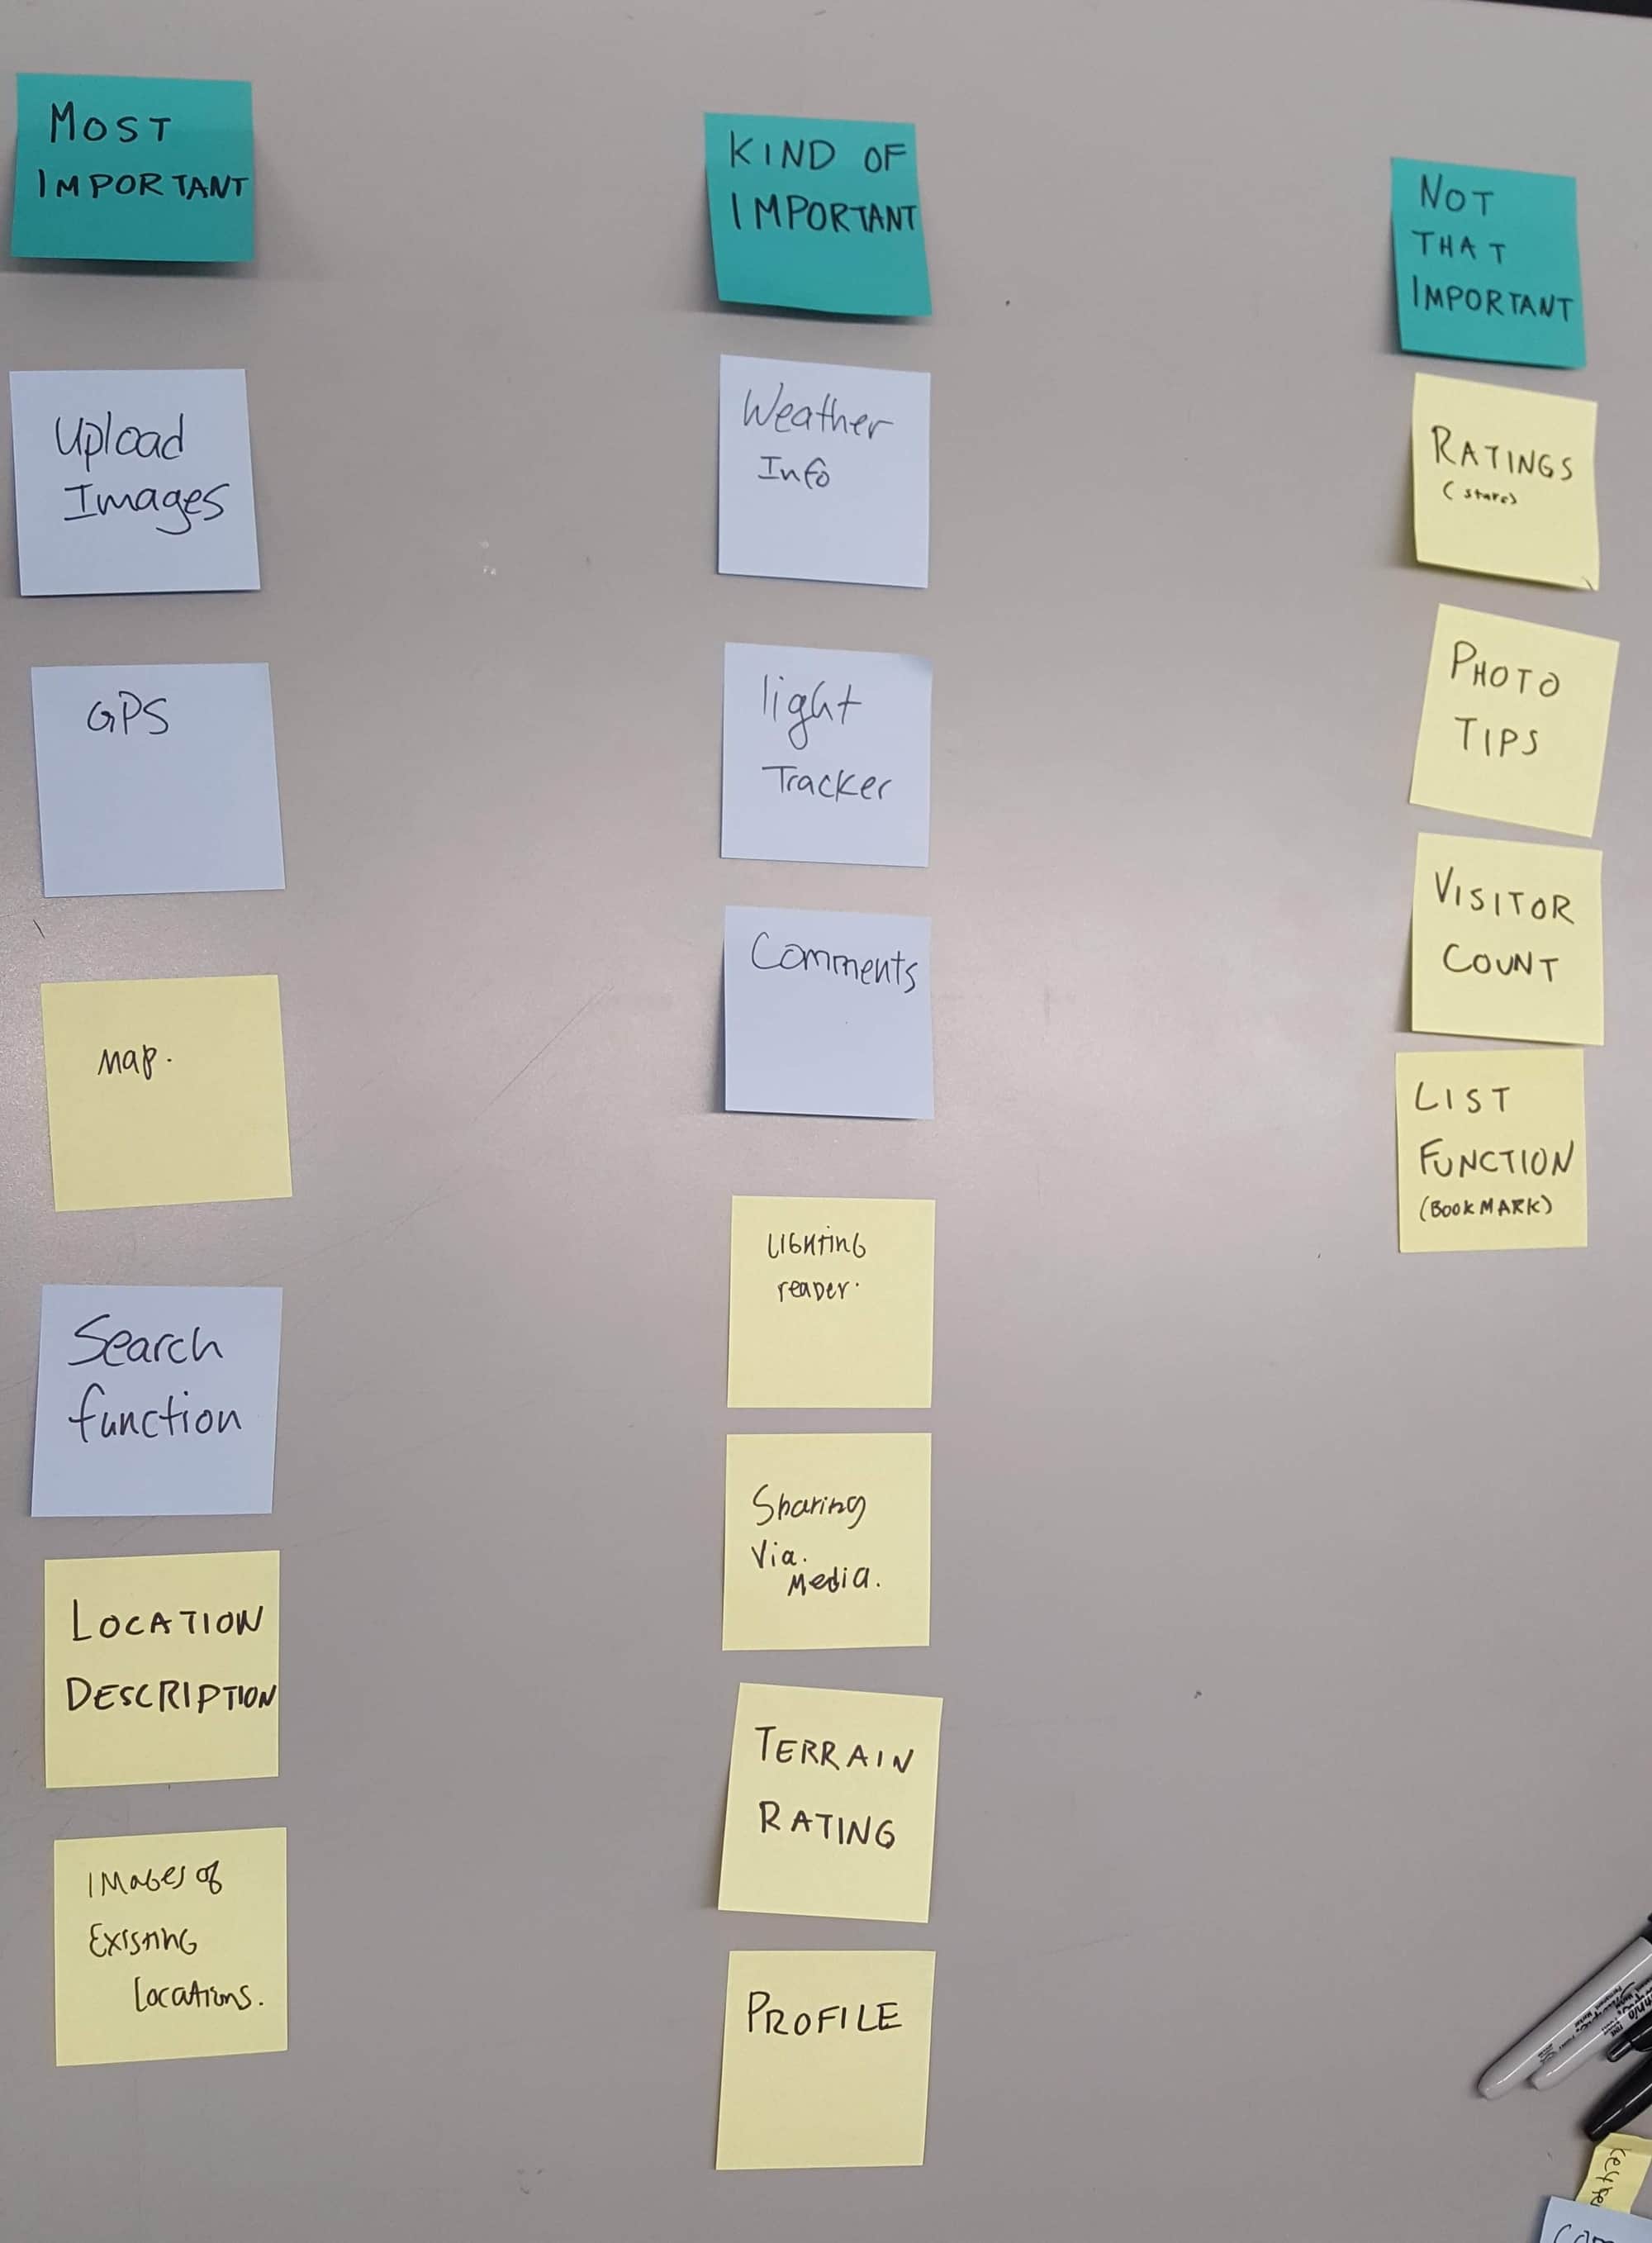 MOST
IMPORTANT
Upload
Images
GPS
Map.
Search
function
LOCATION
DESCRIPTION
IMAGES of
EXISTING
Locations.
KIND OF
IMPORTANT
Weather
Info
light
Tracker
Comments
LIGHTING
reader.
Sharing
Via.
Media.
TERRAIN
RATING
PROFILE
NOT
THAT
IMPORTANT
RATINGS
(stars)
PHOTO
TIPS
VISITOR
COUNT
LIST
FUNCTION
(BOOKMARK)